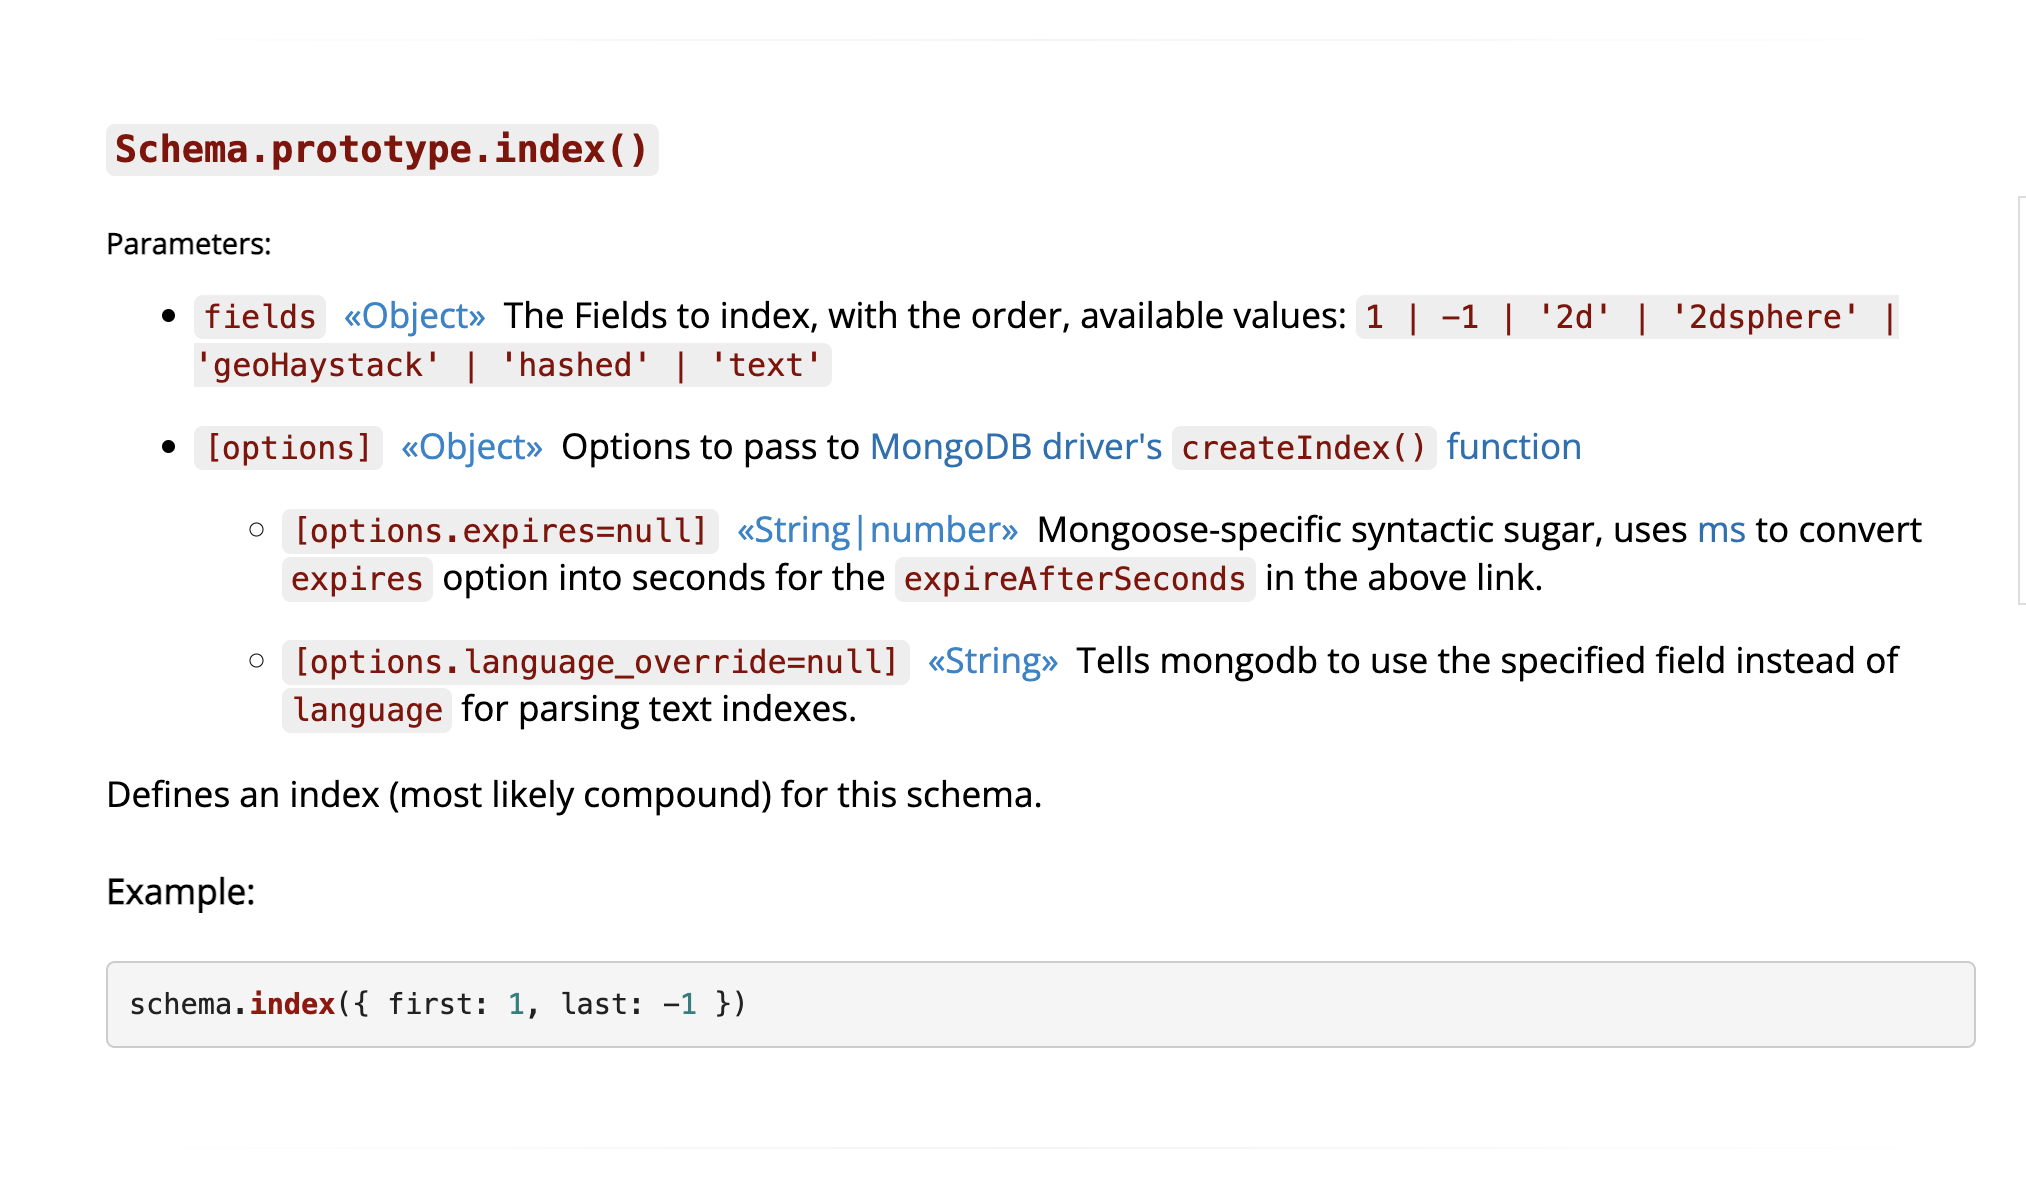 Schema.prototype.index()
Parameters:
• fields «Object» The Fields to index, with the order, available values: 1 | -1 | '2d' | '2dsphere' |
'geoHaystack' | 'hashed' | 'text'
• [options] «Object» Options to pass to MongoDB driver's createIndex() function
○ [options.expires=null] «String|number» Mongoose-specific syntactic sugar, uses ms to convert
expires option into seconds for the expireAfterSeconds in the above link.
○ [options.language_override=null] «String» Tells mongodb to use the specified field instead of
language for parsing text indexes.
Defines an index (most likely compound) for this schema.
Example:
schema.index({ first: 1, last: -1 })